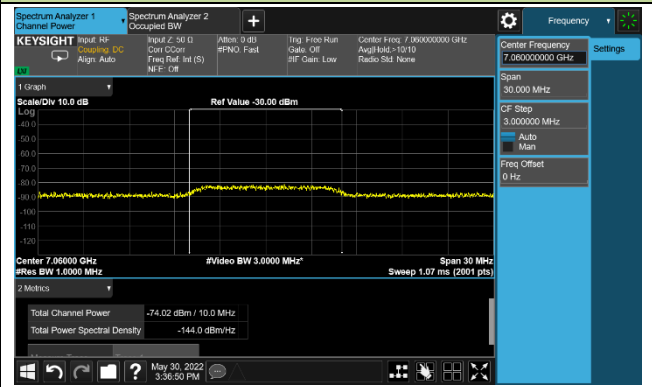 Spectrum Analyzer 1
Channel Power
Spectrum Analyzer 2
Occupied BW
Frequency
KEYSIGHT
Input: RF
Coupling: DC
Align: Auto
Input Z: 50 Ω
Corr CCorr
Freq Ref: Int (S)
NFE: Off
Atten: 0 dB
#PNO: Fast
Trig: Free Run
Gate: Off
#IF Gain: Low
Center Freq: 7.060000000 GHz
Avg|Hold:>10/10
Radio Std: None
Center Frequency
7.060000000 GHz
Settings
Span
30.000 MHz
CF Step
3.000000 MHz
Auto
Man
Freq Offset
0 Hz
1 Graph
Scale/Div 10.0 dB
Ref Value -30.00 dBm
Log
-40.0
-50.0
-60.0
-70.0
-80.0
-90.0
-100
-110
-120
Center 7.06000 GHz
#Video BW 3.0000 MHz*
Span 30 MHz
#Res BW 1.0000 MHz
Sweep 1.07 ms (2001 pts)
2 Metrics
Total Channel Power
-74.02 dBm / 10.0 MHz
Total Power Spectral Density
-144.0 dBm/Hz
May 30, 2022
3:36:50 PM